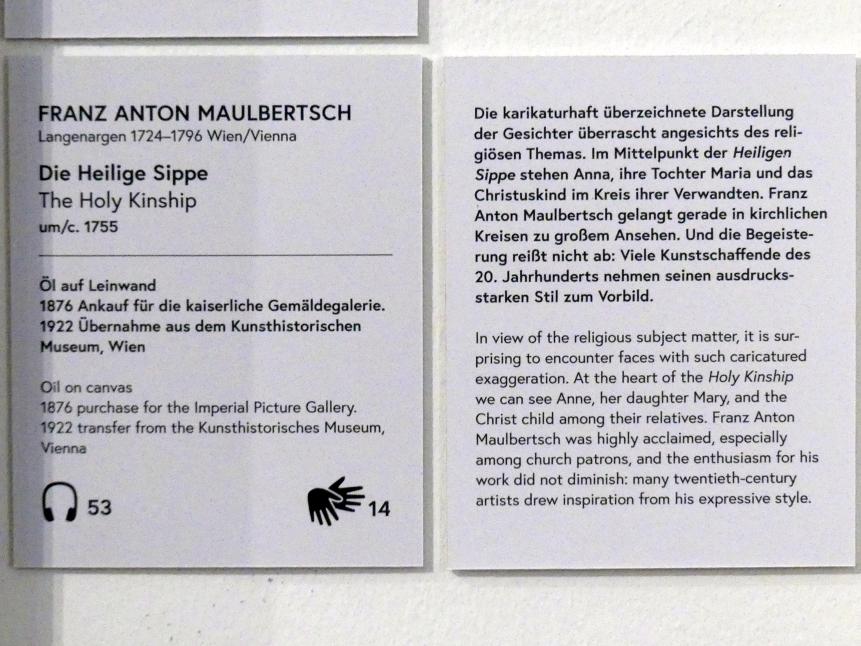 FRANZ ANTON MAULBERTSCH
Langenargen 1724–1796 Wien/Vienna
Die Heilige Sippe
The Holy Kinship
um/c. 1755
Öl auf Leinwand
1876 Ankauf für die kaiserliche Gemäldegalerie.
1922 Übernahme aus dem Kunsthistorischen
Museum, Wien
Oil on canvas
1876 purchase for the Imperial Picture Gallery.
1922 transfer from the Kunsthistorisches Museum,
Vienna
53
14
Die karikaturhaft überzeichnete Darstellung
der Gesichter überrascht angesichts des reli-
giösen Themas. Im Mittelpunkt der Heiligen
Sippe stehen Anna, ihre Tochter Maria und das
Christuskind im Kreis ihrer Verwandten. Franz
Anton Maulbertsch gelangt gerade in kirchlichen
Kreisen zu großem Ansehen. Und die Begeiste-
rung reißt nicht ab: Viele Kunstschaffende des
20. Jahrhunderts nehmen seinen ausdrucks-
starken Stil zum Vorbild.
In view of the religious subject matter, it is sur-
prising to encounter faces with such caricatured
exaggeration. At the heart of the Holy Kinship
we can see Anne, her daughter Mary, and the
Christ child among their relatives. Franz Anton
Maulbertsch was highly acclaimed, especially
among church patrons, and the enthusiasm for his
work did not diminish: many twentieth-century
artists drew inspiration from his expressive style.